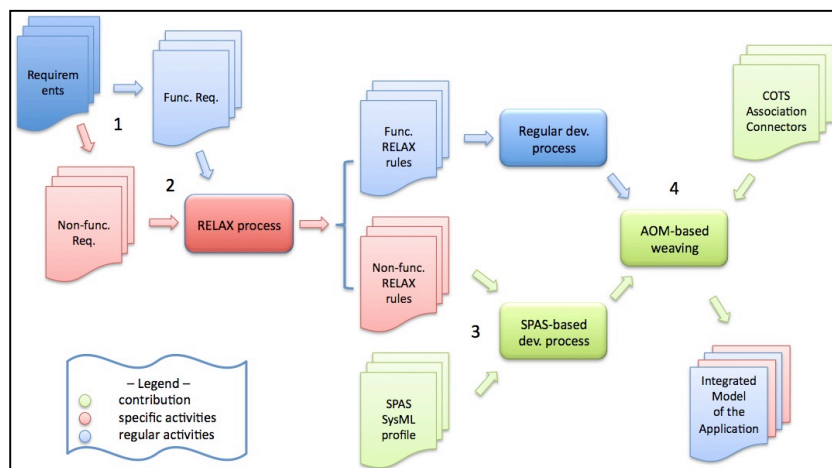 Requirem
ents
Func. Req.
1
Non-func.
Req.
2
RELAX process
Func.
RELAX
rules
Non-func.
RELAX
rules
Regular dev.
process
COTS
Association
Connectors
4
AOM-based
weaving
3
SPAS-based
dev. process
SPAS
SysML
profile
Integrated
Model
of the
Application
– Legend –
contribution
specific activities
regular activities